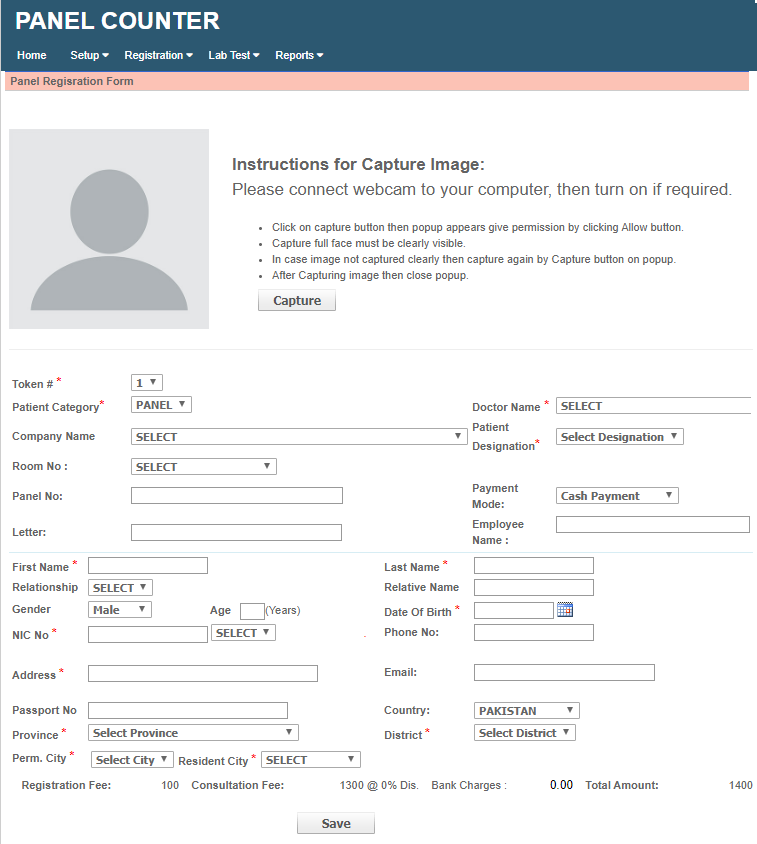 PANEL COUNTER
Home Setup Registration Lab Test Reports
Panel Regisration Form
Instructions for Capture Image:
Please connect webcam to your computer, then turn on if required.
• Click on capture button then popup appears give permission by clicking Allow button.
• Capture full face must be clearly visible.
• In case image not captured clearly then capture again by Capture button on popup.
• After Capturing image then close popup.
Capture
Token # * 1
Patient Category* PANEL Doctor Name * SELECT
Company Name SELECT Patient Designation* Select Designation
Room No : SELECT
Panel No: Payment Mode: Cash Payment
Letter: Employee Name :
First Name * Last Name *
Relationship SELECT Relative Name
Gender Male Age (Years) Date Of Birth *
NIC No * SELECT Phone No:
Address * Email:
Passport No Country: PAKISTAN
Province * Select Province District * Select District
Perm. City * Select City Resident City * SELECT
Registration Fee: 100 Consultation Fee: 1300 @ 0% Dis. Bank Charges : 0.00 Total Amount: 1400
Save